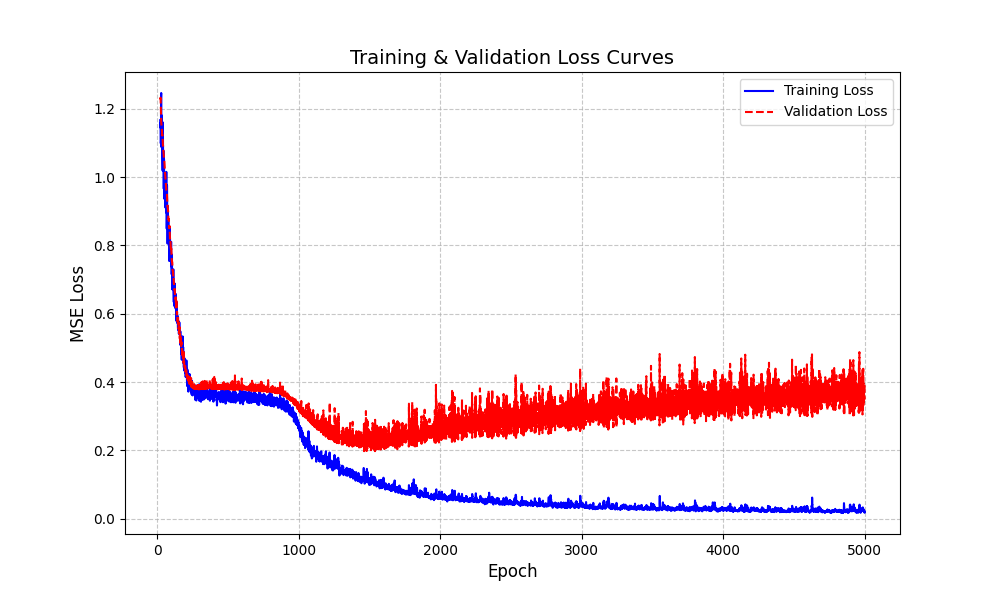 Training & Validation Loss Curves
Training Loss
Validation Loss
MSE Loss
1.2
1.0
0.8
0.6
0.4
0.2
0.0
0 1000 2000 3000 4000 5000
Epoch